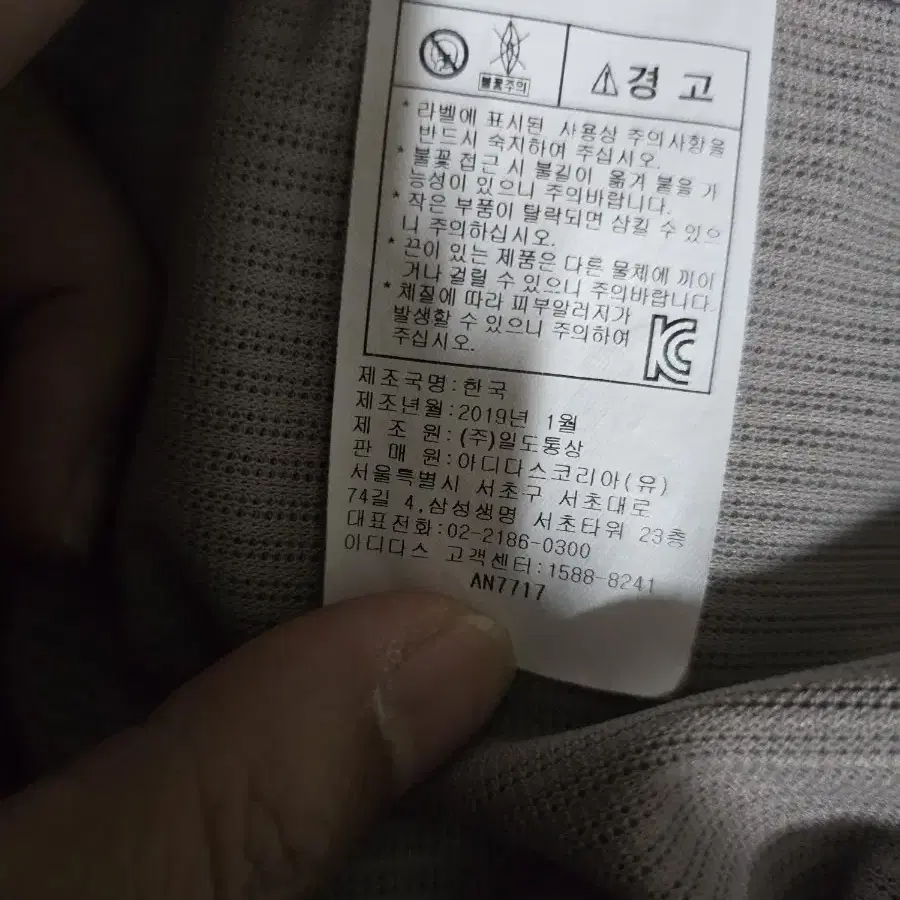 불꽃주의
⚠경 고
* 라벨에 표시된 사용상 주의사항을
반드시 숙지하여 주십시오.
* 불꽃 접근 시 불길이 옮겨 붙을 가
능성이 있으니 주의바랍니다.
* 작은 부품이 탈락되면 삼킬 수 있으
니 주의하십시오.
* 끈이 있는 제품은 다른 물체에 끼이
거나 걸릴 수 있으니 주의바랍니다.
* 체질에 따라 피부알러지가
발생할 수 있으니 주의하여
주십시오.
KC
제조국명:한국
제조년월:2019년 1월
제 조 원:(주)일도통상
판 매 원:아디다스코리아(유)
서울특별시 서초구 서초대로
74길 4,삼성생명 서초타워 23층
대표전화:02-2186-0300
아디다스 고객센터:1588-8241
AN7717